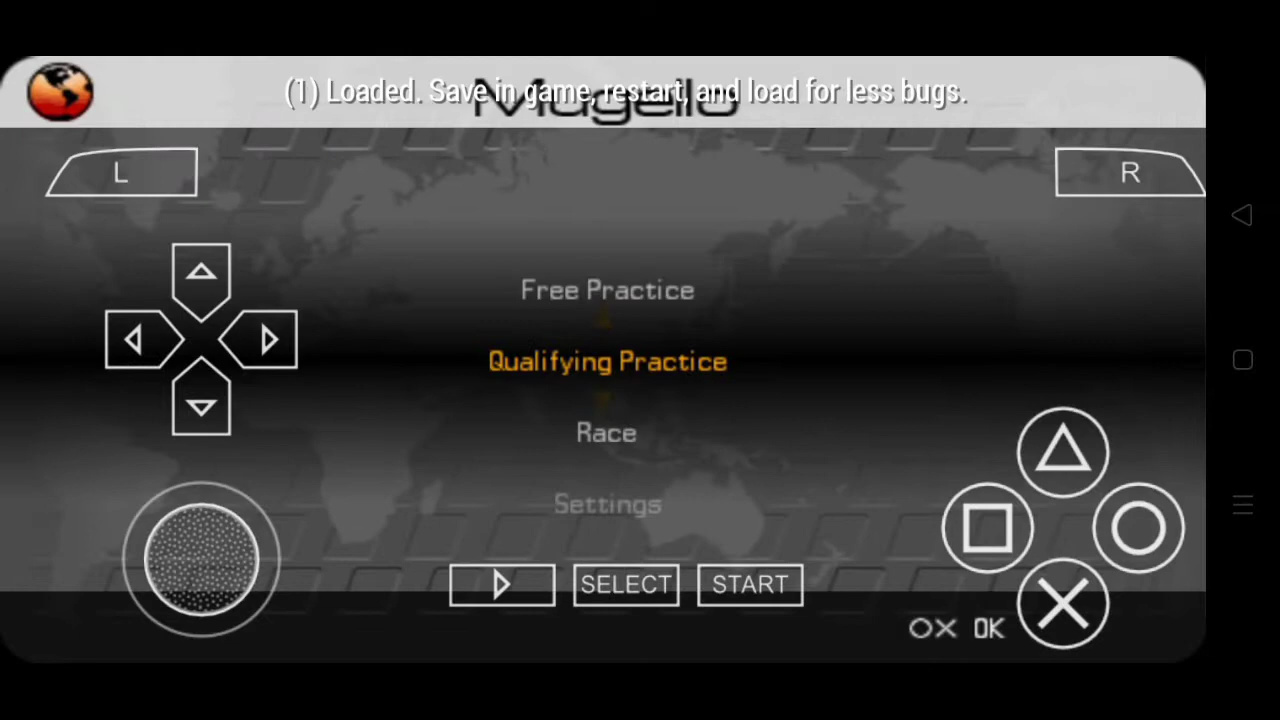 Mugello
(1) Loaded. Save in game, restart, and load for less bugs.
L
R
Free Practice
Qualifying Practice
Race
Settings
SELECT
START
OX OK